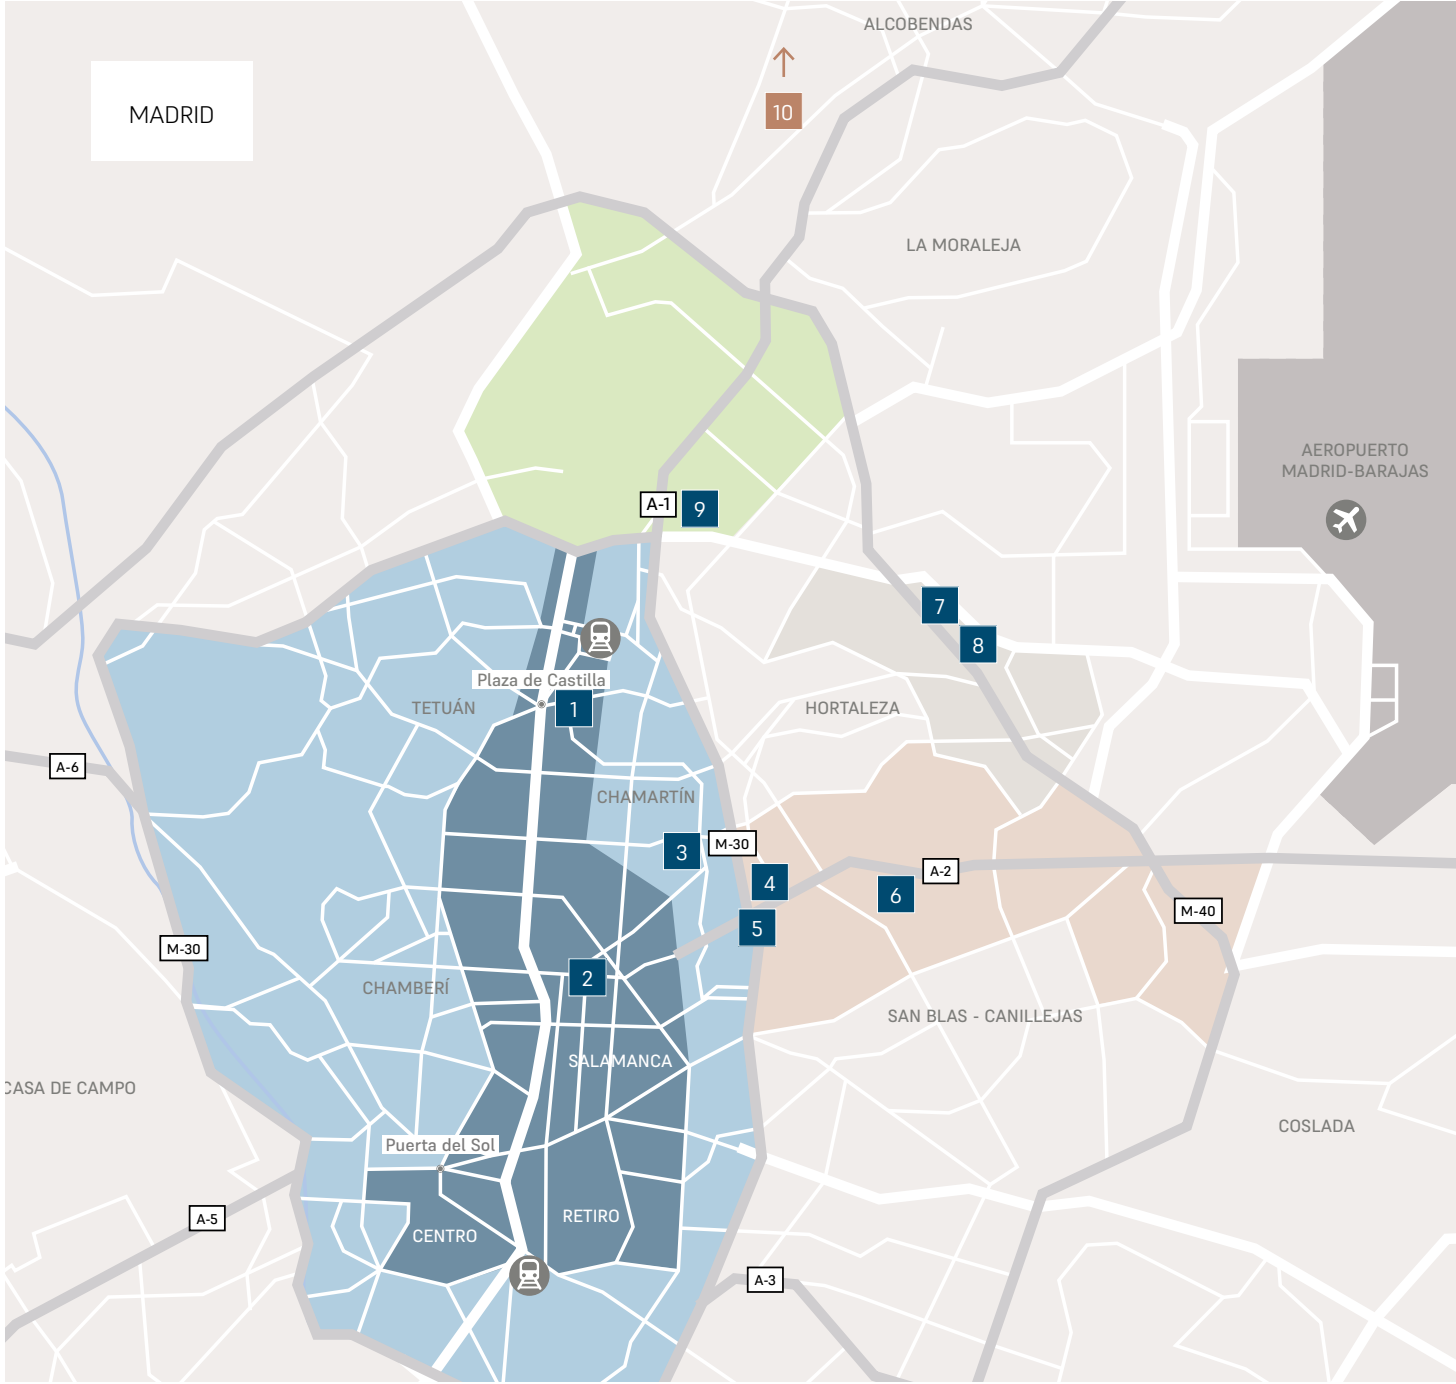 ALCOBENDAS
10
MADRID
LA MORALEJA
AEROPUERTO
MADRID-BARAJAS
A-1
9
7
8
Plaza de Castilla
1
TETUÁN
HORTALEZA
A-6
CHAMARTÍN
3
M-30
4
A-2
6
5
M-40
M-30
2
CHAMBERÍ
SAN BLAS - CANILLEJAS
SALAMANCA
CASA DE CAMPO
COSLADA
Puerta del Sol
A-5
RETIRO
CENTRO
A-3